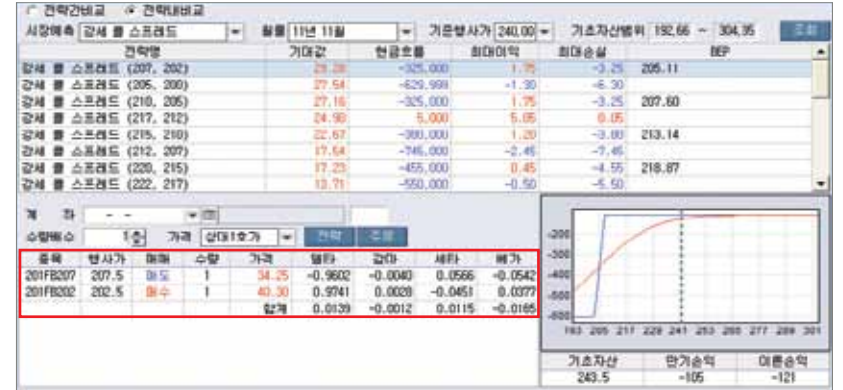 전략간비교 전략내비교
시장예측 강세 콜 스프레드 월물 11년 11월 기준행사가 240,00 기초자산범위 192,66 ~ 304,35 조회
전략명 기대값 현금흐름 최대이익 최대손실 BEP
강세 콜 스프레드 (207, 202) 29.28 -325,000 1.75 -3.25 205.11
강세 콜 스프레드 (205, 200) 27.54 -629,999 -1.30 -6.30
강세 콜 스프레드 (210, 205) 27.16 -325,000 1.75 -3.25 207.60
강세 콜 스프레드 (217, 212) 24.90 5,000 5.05 0.05
강세 콜 스프레드 (215, 210) 22.67 -380,000 1.20 -3.80 213.14
강세 콜 스프레드 (212, 207) 17.54 -746,000 -2.46 -7.46
강세 콜 스프레드 (220, 215) 17.23 -455,000 0.45 -4.55 218.87
강세 콜 스프레드 (222, 217) 13.71 -550,000 -0.50 -5.50
계 좌 - -
수량배수 1 가격 상대1호가 전략 주문
종목 행사가 매매 수량 가격 델타 감마 세타 베가
201FB207 207.5 매도 1 34.25 -0.9602 -0.0040 0.0566 -0.0542
201FB202 202.5 매수 1 40.30 0.9741 0.0028 -0.0451 0.0377
합계 0.0139 -0.0012 0.0115 -0.0165
-200
-300
-400
-500
-600
193 205 217 229 241 253 265 277 289 301
기초자산 만기손익 이론손익
243.5 -105 -121